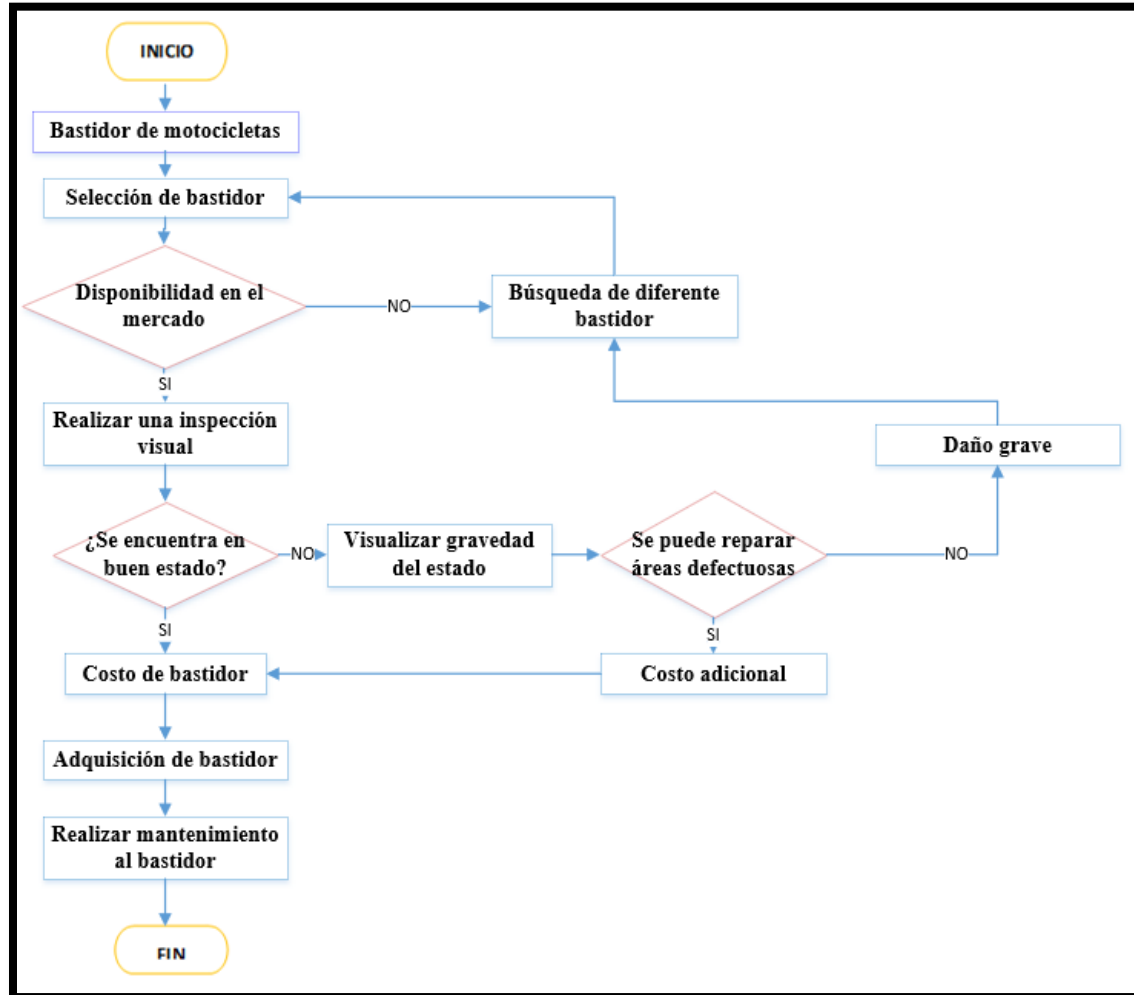 INICIO
Bastidor de motocicletas
Selección de bastidor
Disponibilidad en el
mercado
NO
Búsqueda de diferente
bastidor
SI
Realizar una inspección
visual
Daño grave
¿Se encuentra en
buen estado?
NO
Visualizar gravedad
del estado
Se puede reparar
áreas defectuosas
NO
SI
SI
Costo de bastidor
Costo adicional
Adquisición de bastidor
Realizar mantenimiento
al bastidor
FIN